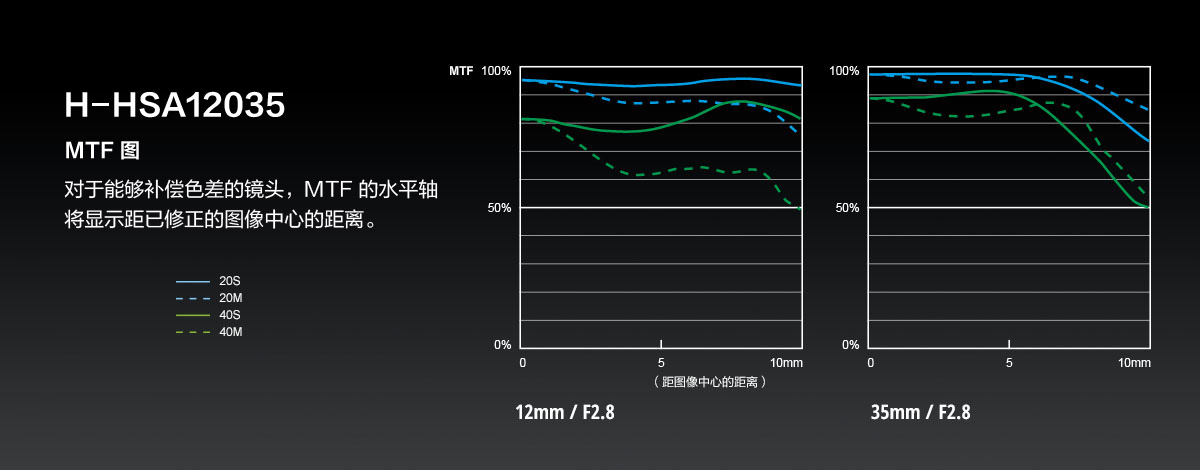 H-HSA12035
MTF 图
对于能够补偿色差的镜头，MTF 的水平轴
将显示距已修正的图像中心的距离。
20S
20M
40S
40M
MTF 100%
50%
0%
0 5 10mm
（距图像中心的距离）
12mm / F2.8
100%
50%
0%
0 5 10mm
35mm / F2.8